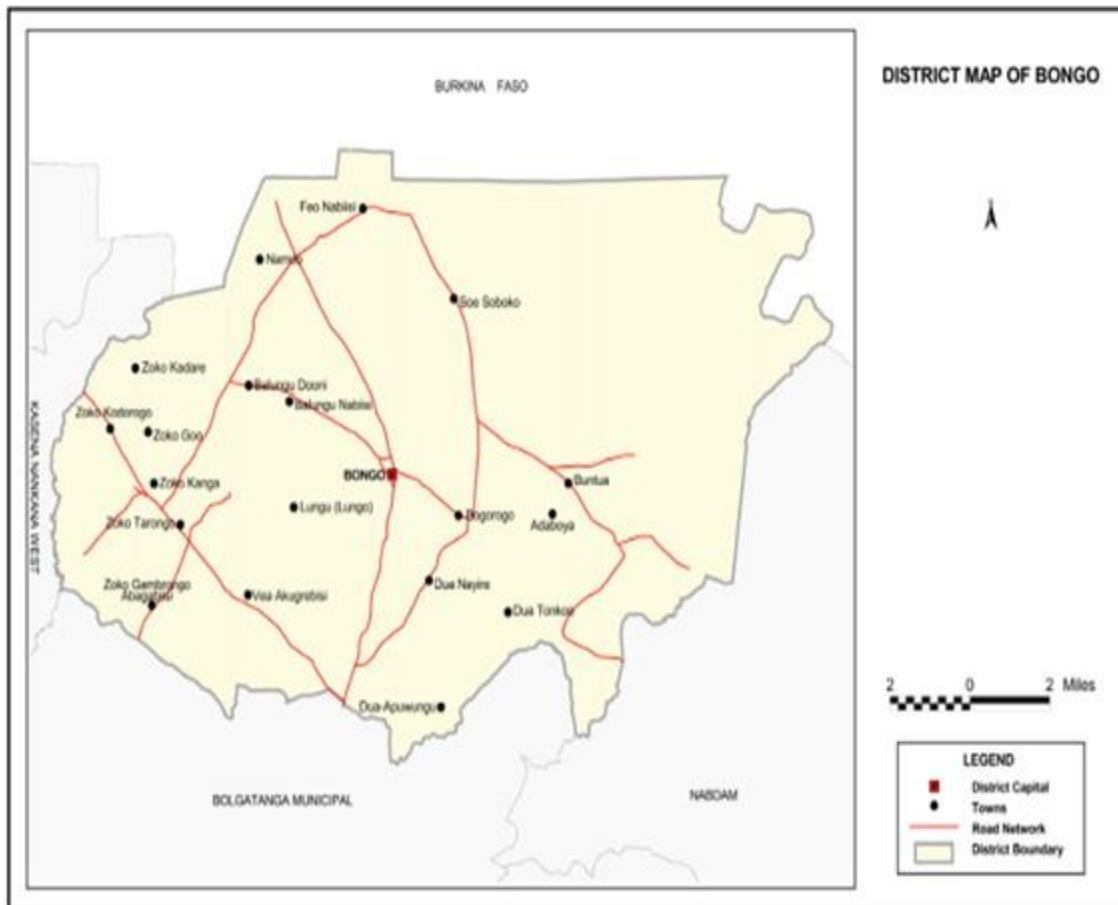 DISTRICT MAP OF BONGO
BURKINA FASO
Feo Nabiisi
Namoo
Soe Soboko
Zoko Kadare
Balungu Dooni
Balungu Nabiisi
Zoko Kodorogo
Zoko Goo
KASENA NANKANA WEST
BONGO
Zoko Kanga
Buntua
Lungu (Lungo)
Bogorogo
Adaboya
Zoko Tarongo
Dua Nayire
Zoko Gambrongo
Vea Akugrebisi
Dua Tonkoo
Dua-Apuwungu
2 0 2 Miles
BOLGATANGA MUNICIPAL
NABDAM
LEGEND
District Capital
Towns
Road Network
District Boundary